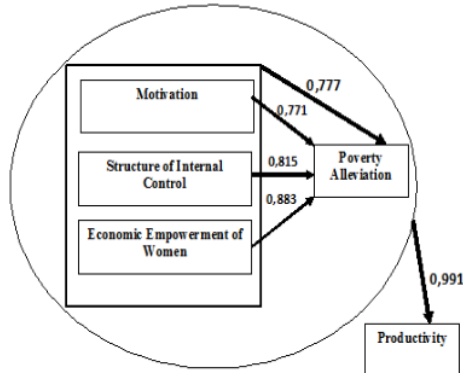 Motivation
0,777
0,771
Structure of Internal
Control
0,815
Poverty
Alleviation
0,883
Economic Empowerment of
Women
0,991
Productivity